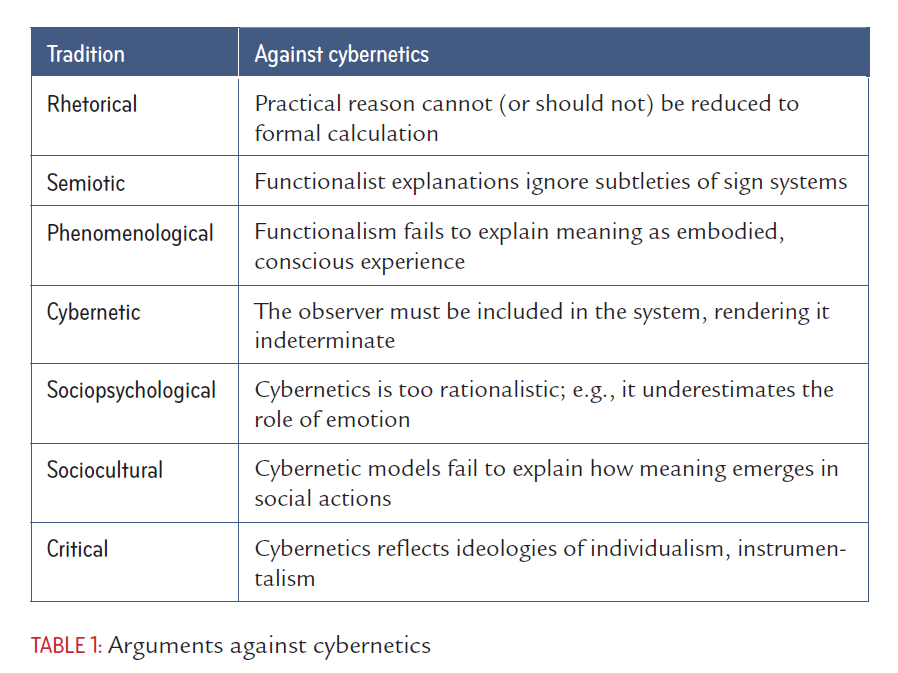 Tradition Against cybernetics
Rhetorical Practical reason cannot (or should not) be reduced to
formal calculation
Semiotic Functionalist explanations ignore subtleties of sign systems
Phenomenological Functionalism fails to explain meaning as embodied,
conscious experience
Cybernetic The observer must be included in the system, rendering it
indeterminate
Sociopsychological Cybernetics is too rationalistic; e.g., it underestimates the
role of emotion
Sociocultural Cybernetic models fail to explain how meaning emerges in
social actions
Critical Cybernetics reflects ideologies of individualism, instrumen-
talism
TABLE 1: Arguments against cybernetics